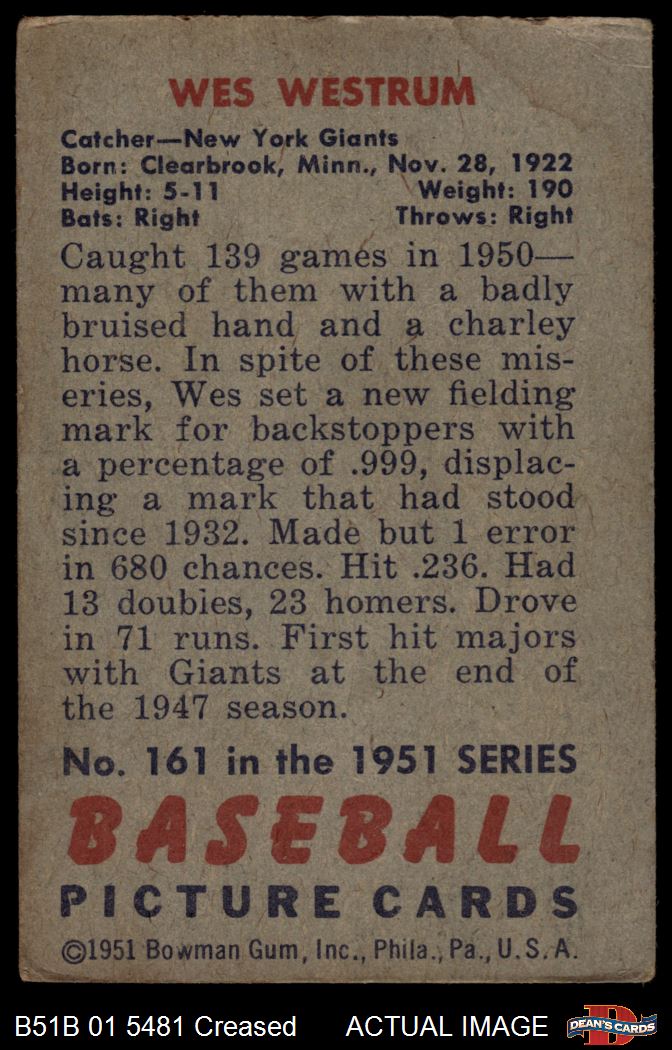 WES WESTRUM
Catcher—New York Giants
Born: Clearbrook, Minn., Nov. 28, 1922
Height: 5-11 Weight: 190
Bats: Right Throws: Right
Caught 139 games in 1950—
many of them with a badly
bruised hand and a charley
horse. In spite of these mis-
eries, Wes set a new fielding
mark for backstoppers with
a percentage of .999, displac-
ing a mark that had stood
since 1932. Made but 1 error
in 680 chances. Hit .236. Had
13 doubies, 23 homers. Drove
in 71 runs. First hit majors
with Giants at the end of
the 1947 season.
No. 161 in the 1951 SERIES
BASEBALL
PICTURE CARDS
©1951 Bowman Gum, Inc., Phila., Pa., U.S.A.
B51B 01 5481 Creased ACTUAL IMAGE
D
DEAN'S CARDS